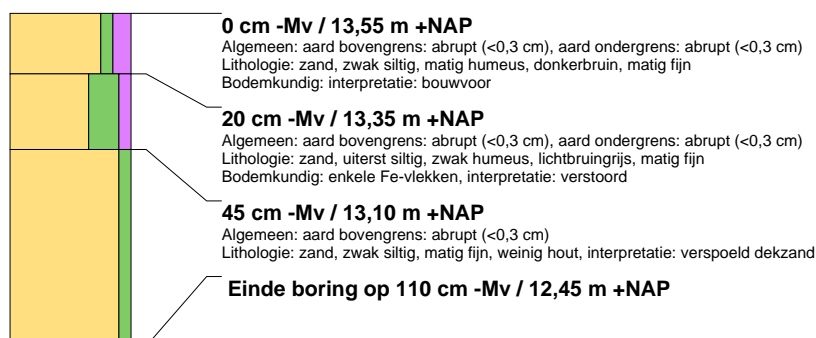 0 cm -Mv / 13,55 m +NAP
Algemeen: aard bovengrens: abrupt (<0,3 cm), aard ondergrens: abrupt (<0,3 cm)
Lithologie: zand, zwak siltig, matig humeus, donkerbruin, matig fijn
Bodemkundig: interpretatie: bouwvoor
20 cm -Mv / 13,35 m +NAP
Algemeen: aard bovengrens: abrupt (<0,3 cm), aard ondergrens: abrupt (<0,3 cm)
Lithologie: zand, uiterst siltig, zwak humeus, lichtbruingrijs, matig fijn
Bodemkundig: enkele Fe-vlekken, interpretatie: verstoord
45 cm -Mv / 13,10 m +NAP
Algemeen: aard bovengrens: abrupt (<0,3 cm)
Lithologie: zand, zwak siltig, matig fijn, weinig hout, interpretatie: verspoeld dekzand
Einde boring op 110 cm -Mv / 12,45 m +NAP